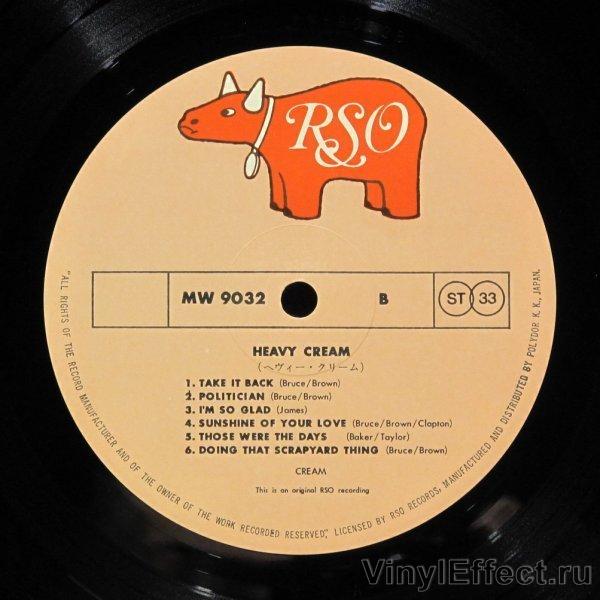 RSO
MW 9032
B
ST 33
HEAVY CREAM
(ヘヴィー・クリーム)
1. TAKE IT BACK (Bruce/Brown)
2. POLITICIAN (Bruce/Brown)
3. I'M SO GLAD (James)
4. SUNSHINE OF YOUR LOVE (Bruce/Brown/Clapton)
5. THOSE WERE THE DAYS (Baker/Taylor)
6. DOING THAT SCRAPYARD THING (Bruce/Brown)
CREAM
This is an original RSO recording
"ALL RIGHTS OF THE RECORD MANUFACTURER AND OF THE OWNER OF THE WORK RECORDED RESERVED," LICENSED BY RSO RECORDS, MANUFACTURED AND DISTRIBUTED BY POLYDOR K. K., JAPAN.
VinylEffect.ru